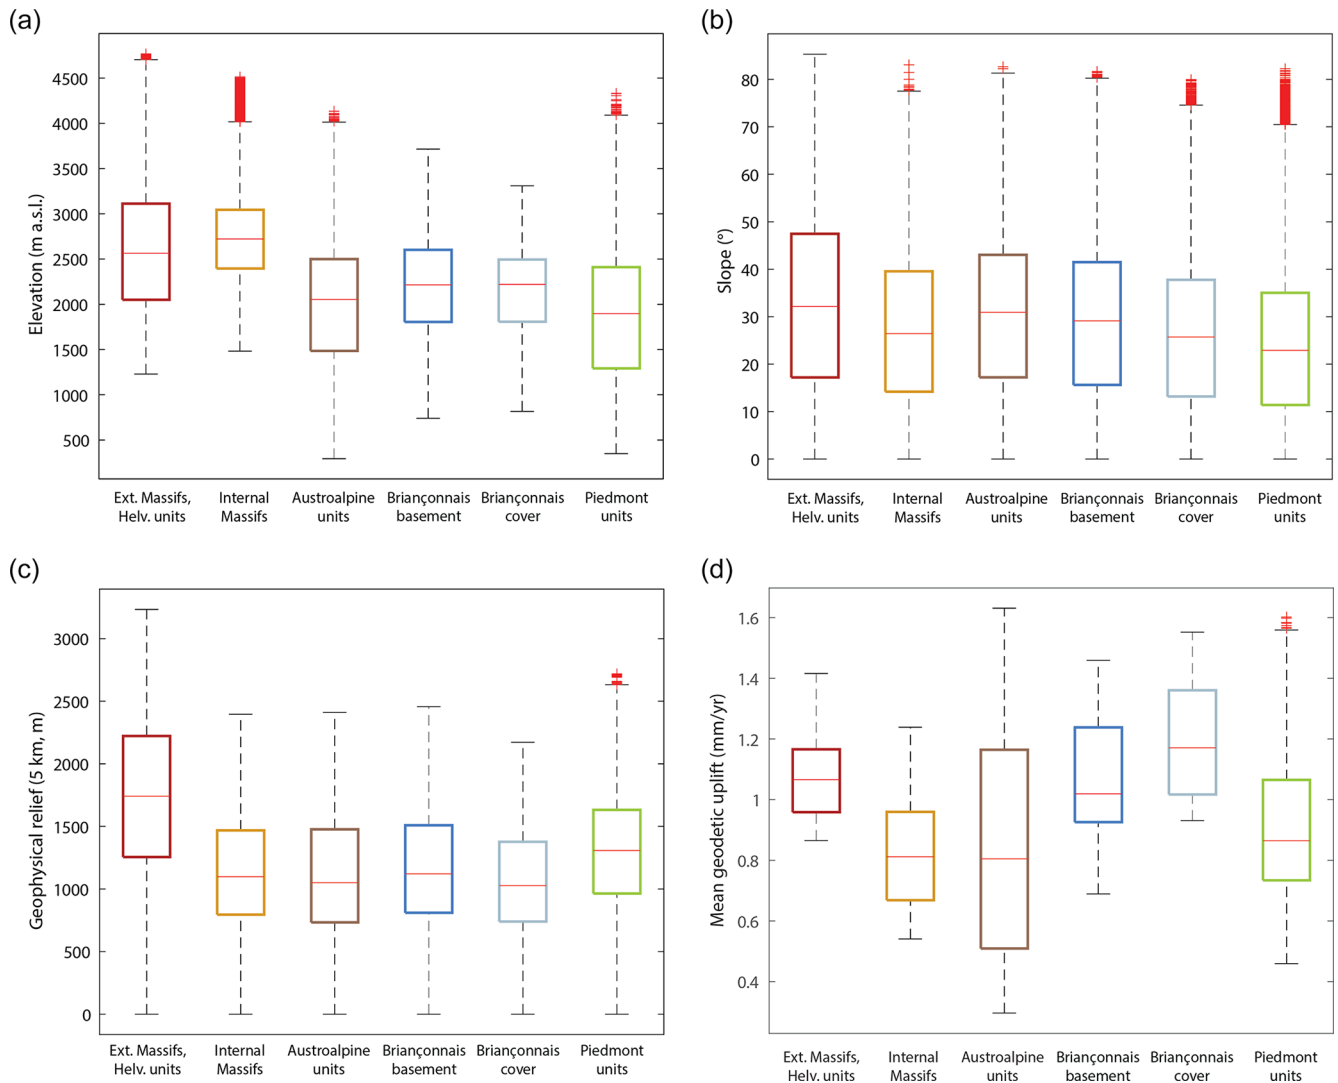 (a)
Elevation (m a.s.l.)
4500
4000
3500
3000
2500
2000
1500
1000
500
Ext. Massifs, Internal Austroalpine Briançonnais Briançonnais Piedmont
Helv. units Massifs units basement cover units
(b)
Slope (°)
80
70
60
50
40
30
20
10
0
Ext. Massifs, Internal Austroalpine Briançonnais Briançonnais Piedmont
Helv. units Massifs units basement cover units
(c)
Geophysical relief (5 km, m)
3000
2500
2000
1500
1000
500
0
Ext. Massifs, Internal Austroalpine Briançonnais Briançonnais Piedmont
Helv. units Massifs units basement cover units
(d)
Mean geodetic uplift (mm/yr)
1.6
1.4
1.2
1
0.8
0.6
0.4
Ext. Massifs, Internal Austroalpine Briançonnais Briançonnais Piedmont
Helv. units Massifs units basement cover units